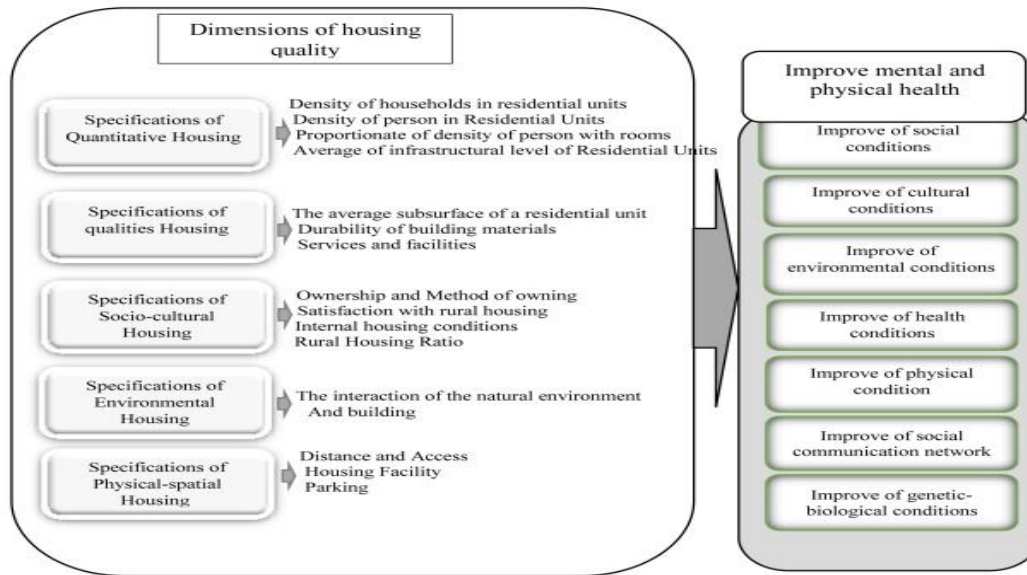 Dimensions of housing
quality
Specifications of
Quantitative Housing
Density of households in residential units
Density of person in Residential Units
Proportionate of density of person with rooms
Average of infrastructural level of Residential Units
Specifications of
qualities Housing
The average subsurface of a residential unit
Durability of building materials
Services and facilities
Specifications of
Socio-cultural
Housing
Ownership and Method of owning
Satisfaction with rural housing
Internal housing conditions
Rural Housing Ratio
Specifications of
Environmental
Housing
The interaction of the natural environment
And building
Specifications of
Physical-spatial
Housing
Distance and Access
Housing Facility
Parking
Improve mental and
physical health
Improve of social
conditions
Improve of cultural
conditions
Improve of
environmental conditions
Improve of health
conditions
Improve of physical
condition
Improve of social
communication network
Improve of genetic-
biological conditions